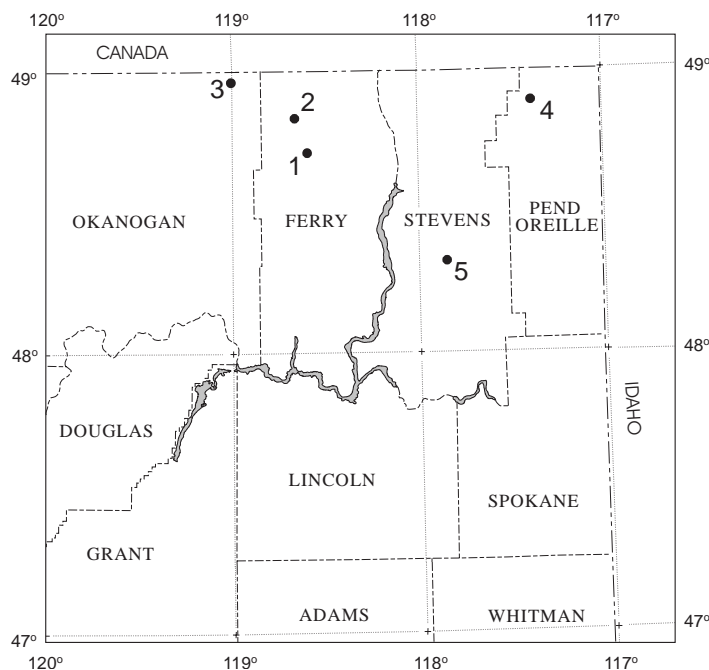 120° 119° 118° 117°
CANADA
49° 49°
3
2
4
1
OKANOGAN FERRY STEVENS PEND OREILLE
5
48° 48°
IDAHO
DOUGLAS
LINCOLN
SPOKANE
GRANT
ADAMS WHITMAN
47° 47°
120° 119° 118° 117°